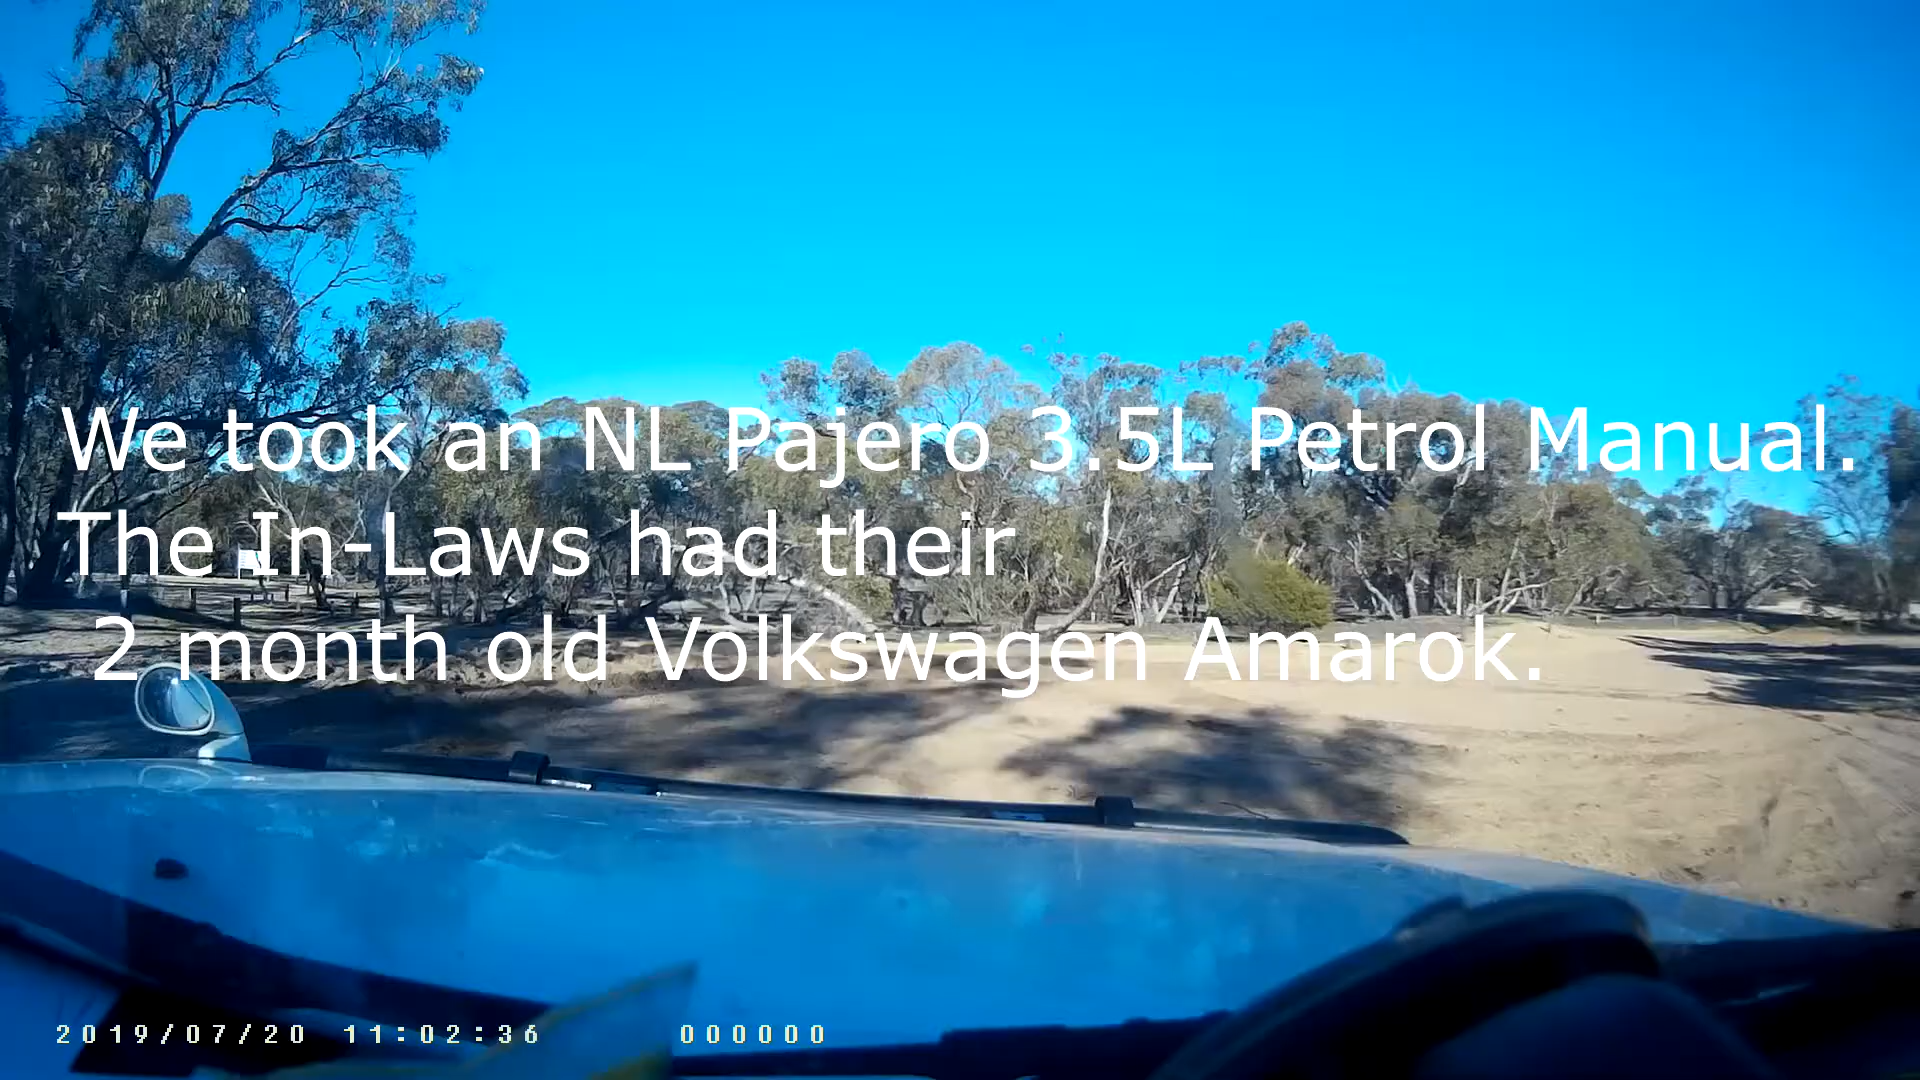 We took an NL Pajero 3.5L Petrol Manual.
The In-Laws had their
2 month old Volkswagen Amarok.
2019/07/20 11:02:36 000000